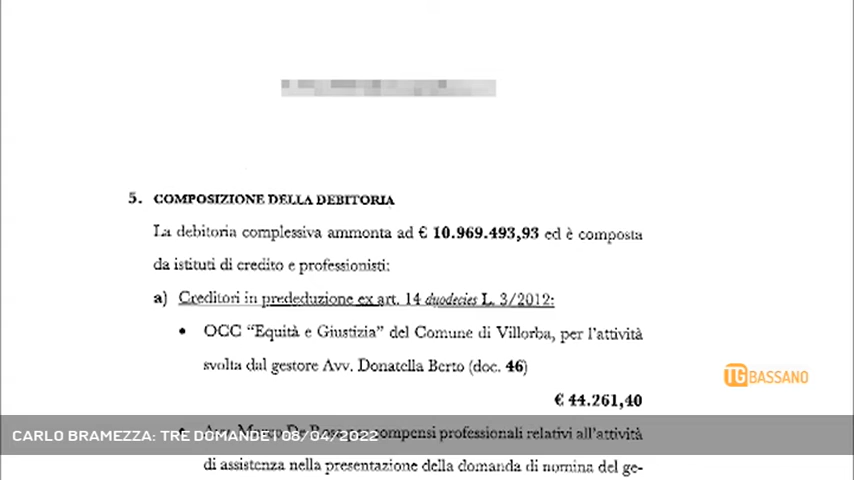 5. COMPOSIZIONE DELLA DEBITORIA
La debitoria complessiva ammonta ad € 10.969.493,93 ed è composta
da istituti di credito e professionisti:
a) Creditori in prededuzione ex art. 14 duodecies L. 3/2012:
• OCC “Equità e Giustizia” del Comune di Villorba, per l’attività
svolta dal gestore Avv. Donatella Berto (doc. 46)
TG BASSANO
€ 44.261,40
CARLO BRAMEZZA: TRE DOMANDE | 08/04/2022
compensi professionali relativi all’attività
di assistenza nella presentazione della domanda di nomina del ge-